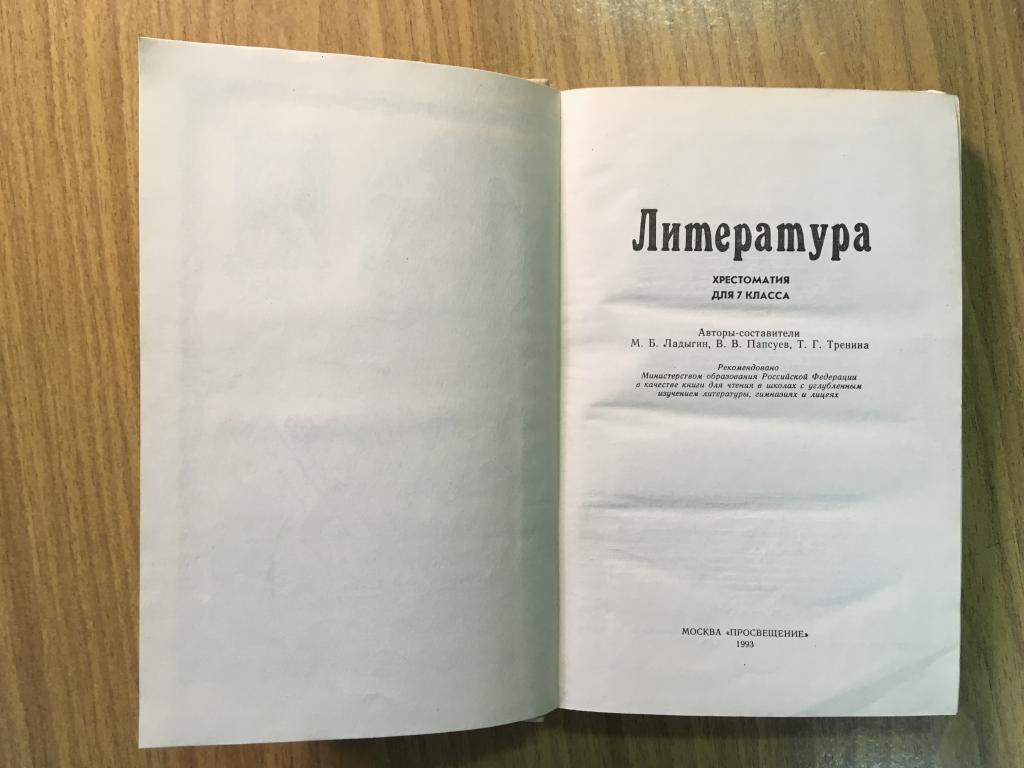 Литература
ХРЕСТОМАТИЯ
ДЛЯ 7 КЛАССА
Авторы-составители
М. Б. Ладыгин, В. В. Папсуев, Т. Г. Тренина
Рекомендовано
Министерством образования Российской Федерации
в качестве книги для чтения в школах с углубленным
изучением литературы, гимназиях и лицеях
МОСКВА «ПРОСВЕЩЕНИЕ»
1993